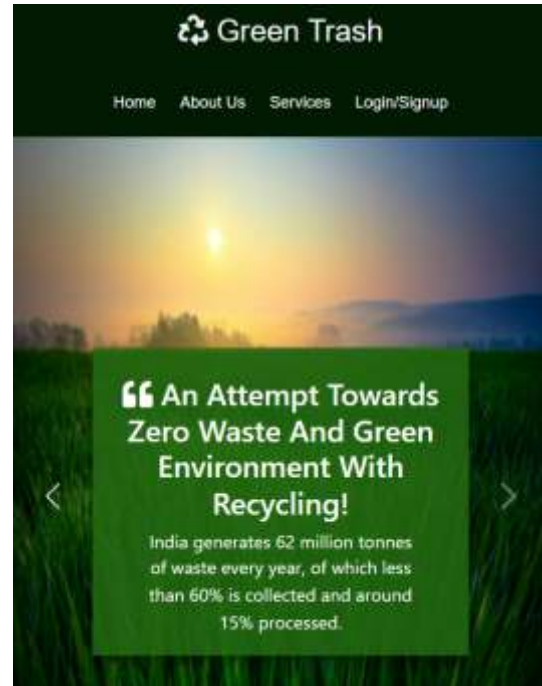 Green Trash
Home About Us Services Login/Signup
❝ An Attempt Towards
Zero Waste And Green
Environment With
Recycling!
India generates 62 million tonnes
of waste every year, of which less
than 60% is collected and around
15% processed.